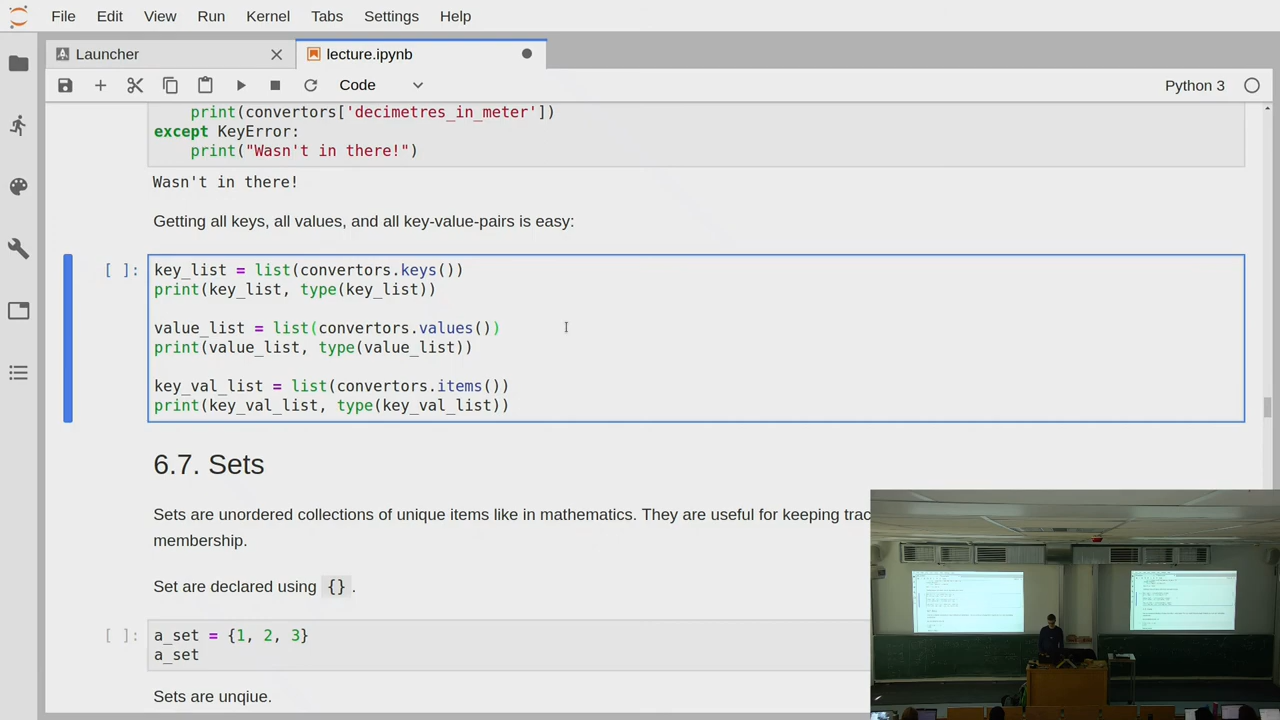 File Edit View Run Kernel Tabs Settings Help
Launcher
lecture.ipynb
Code
Python 3
print(convertors['decimetres_in_meter'])
except KeyError:
print("Wasn't in there!")
Wasn't in there!
Getting all keys, all values, and all key-value-pairs is easy:
[ ]:
key_list = list(convertors.keys())
print(key_list, type(key_list))
value_list = list(convertors.values())
print(value_list, type(value_list))
key_val_list = list(convertors.items())
print(key_val_list, type(key_val_list))
6.7. Sets
Sets are unordered collections of unique items like in mathematics. They are useful for keeping
membership.
Set are declared using {}.
[ ]:
a_set = {1, 2, 3}
a_set
Sets are unqiue.